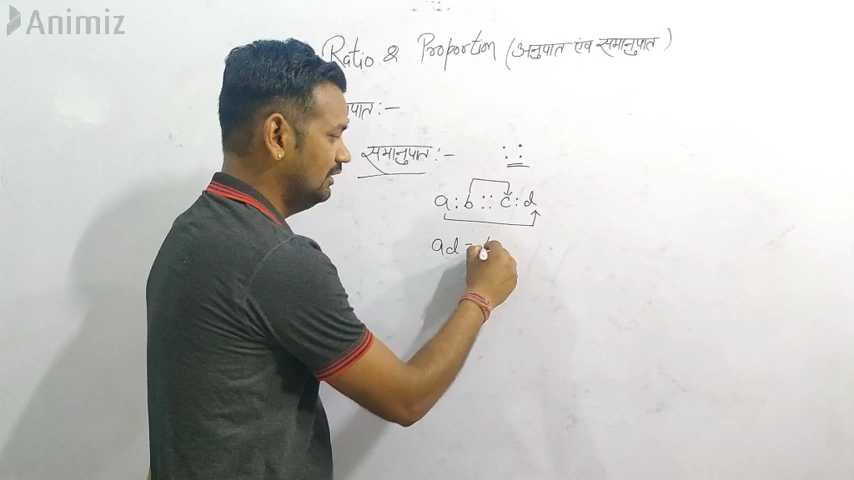 Animiz
Ratio & Proportion (अनुपात एंव समानुपात)
पात :-
समानुपात :- ::
a : b :: c : d
ad =